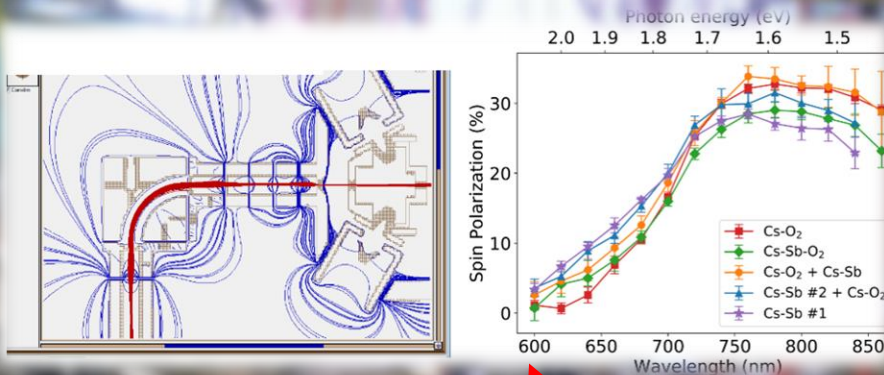 Photon energy (eV)
2.0 1.9 1.8 1.7 1.6 1.5
Spin Polarization (%)
30
20
10
0
Cs-O₂
Cs-Sb-O₂
Cs-O₂ + Cs-Sb
Cs-Sb #2 + Cs-O₂
Cs-Sb #1
600 650 700 750 800 850
Wavelength (nm)